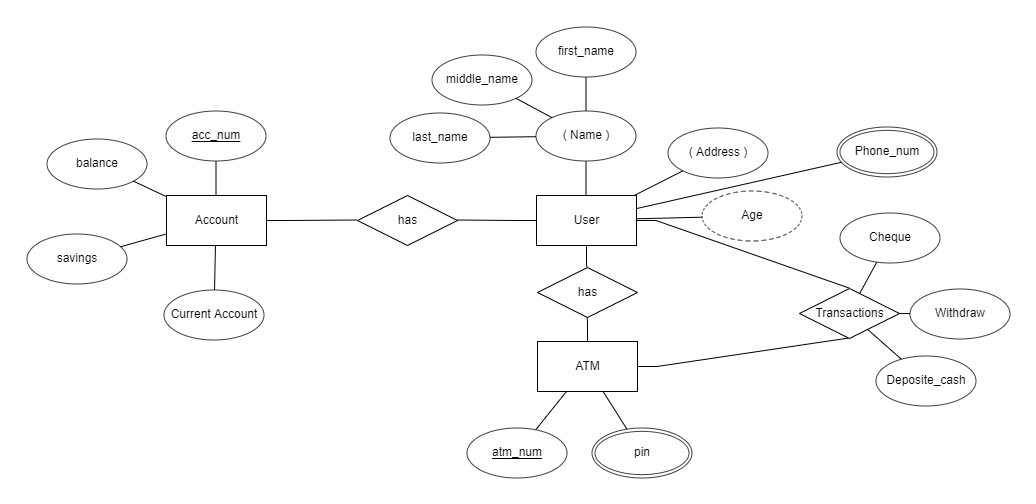 first_name
middle_name
last_name
( Name )
acc_num
balance
( Address )
Phone_num
Account
has
User
Age
savings
Cheque
has
Current Account
Transactions
Withdraw
ATM
Deposite_cash
atm_num
pin